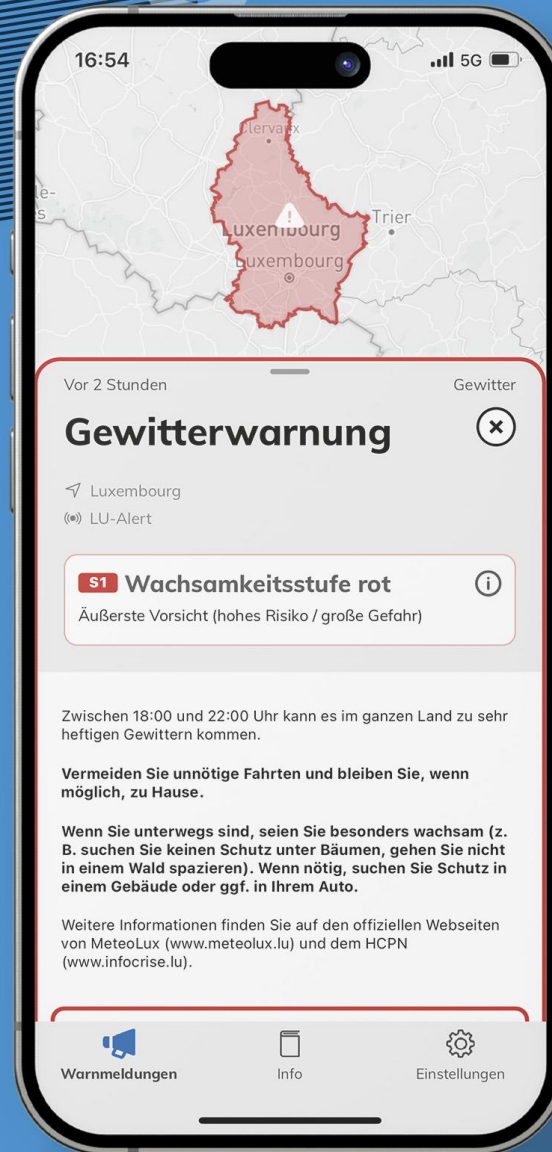 16:54
5G
Clervaux
Luxembourg
Trier
Luxembourg
Vor 2 Stunden
Gewitter
Gewitterwarnung
Luxembourg
LU-Alert
S1 Wachsamkeitsstufe rot
Äußerste Vorsicht (hohes Risiko / große Gefahr)
Zwischen 18:00 und 22:00 Uhr kann es im ganzen Land zu sehr
heftigen Gewittern kommen.
Vermeiden Sie unnötige Fahrten und bleiben Sie, wenn
möglich, zu Hause.
Wenn Sie unterwegs sind, seien Sie besonders wachsam (z.
B. suchen Sie keinen Schutz unter Bäumen, gehen Sie nicht
in einem Wald spazieren). Wenn nötig, suchen Sie Schutz in
einem Gebäude oder ggf. in Ihrem Auto.
Weitere Informationen finden Sie auf den offiziellen Webseiten
von MeteoLux (www.meteolux.lu) und dem HCPN
(www.infocrise.lu).
Warnmeldungen
Info
Einstellungen